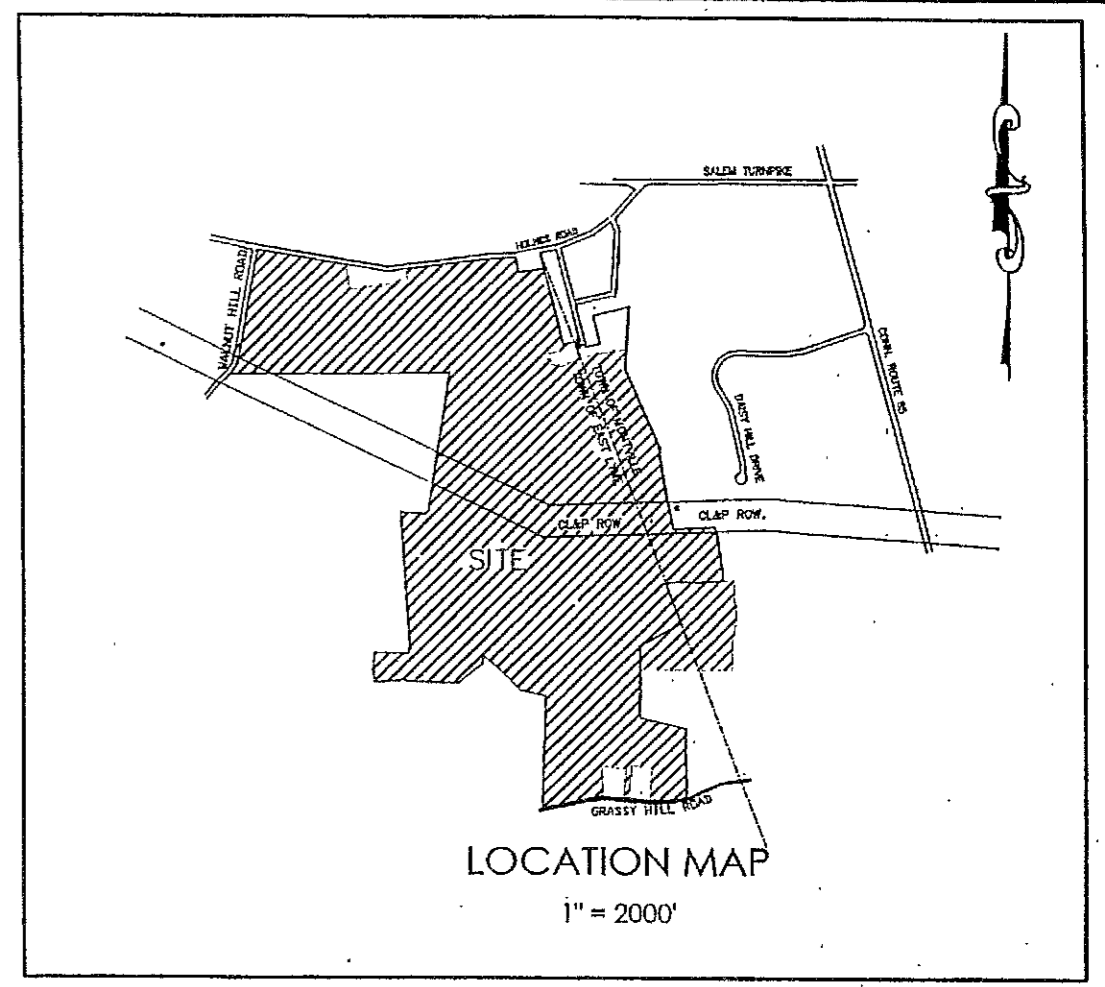 SALEM TURNPIKE
HOLMES ROAD
WALNUT HILL ROAD
CONN. ROUTE 85
DAISY HILL DRIVE
TOWN OF MONTVILLE
TOWN OF EAST LYME
CL&P ROW.
CL&P ROW.
SITE
GRASSY HILL ROAD
LOCATION MAP
1" = 2000'